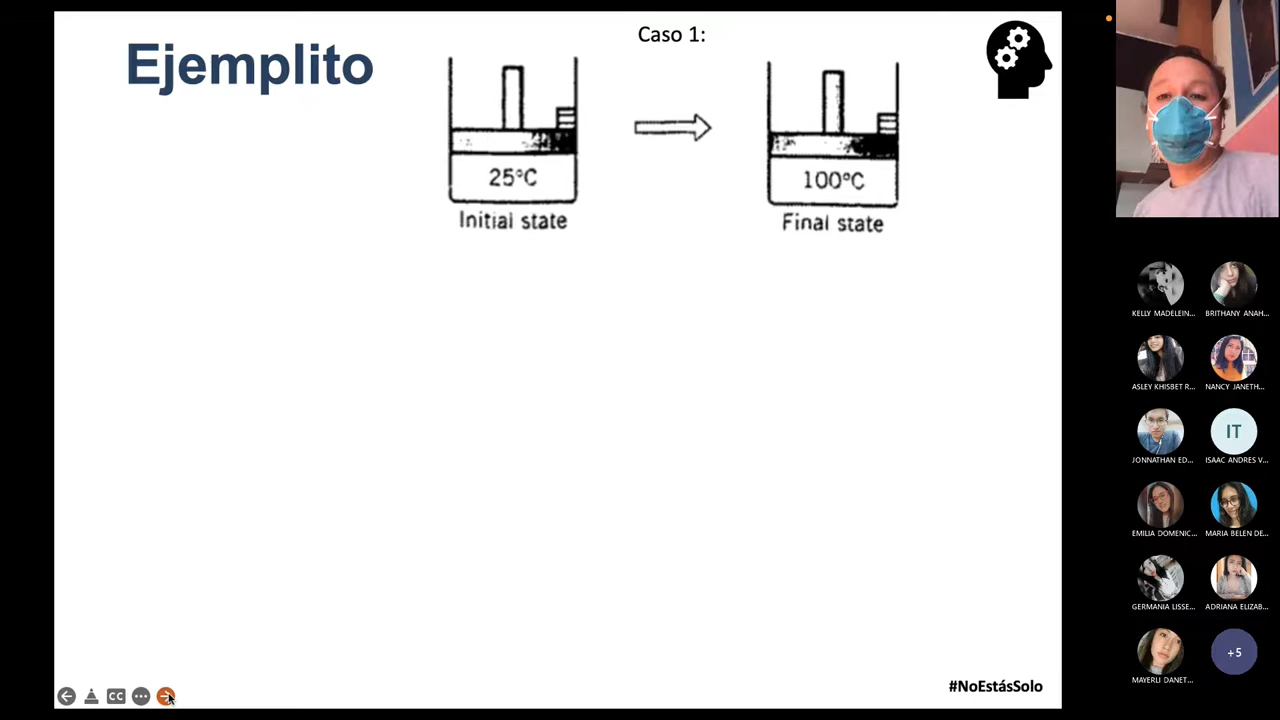 Ejemplito
Caso 1:
25°C
Initial state
100°C
Final state
#NoEstásSolo
CC
KELLY MADELEIN...
BRITHANY ANAH...
ASLEY KHISBET R...
NANCY JANETH...
JONNATHAN ED...
IT
ISAAC ANDRES V...
EMILIA DOMENIC...
MARIA BELEN DE...
GERMANIA LISSE...
ADRIANA ELIZAB...
MAYERLI DANET...
+5